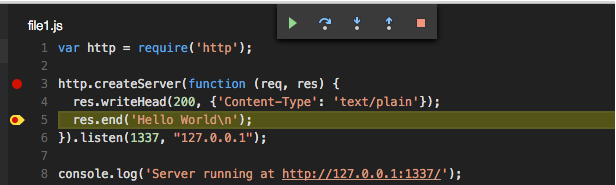 file1.js
1 var http = require('http');
2
3 http.createServer(function (req, res) {
4   res.writeHead(200, {'Content-Type': 'text/plain'});
5   res.end('Hello World\n');
6 }).listen(1337, "127.0.0.1");
7
8 console.log('Server running at http://127.0.0.1:1337/');